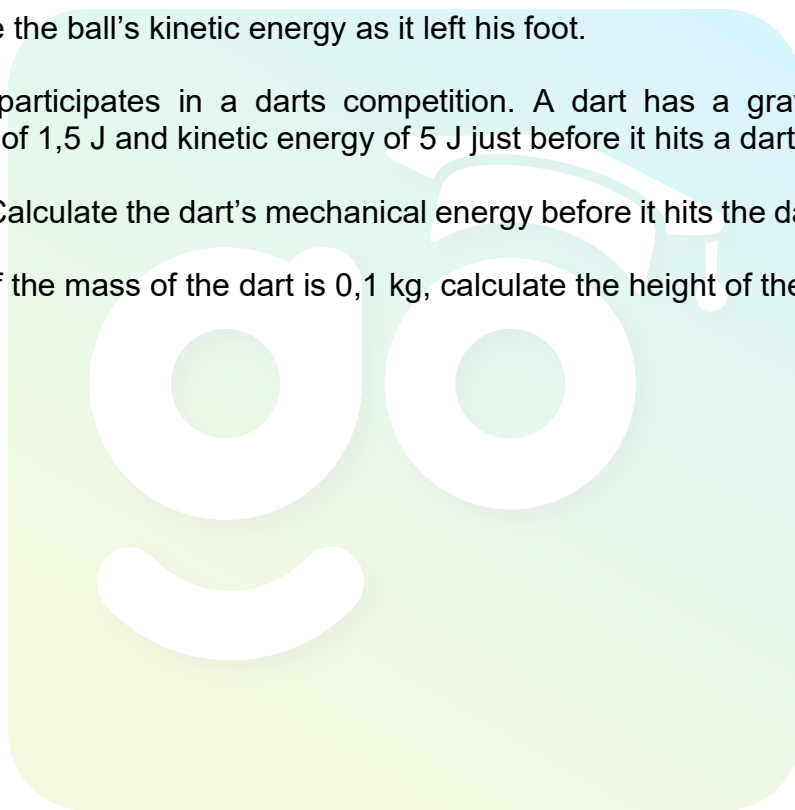 the ball's kinetic energy as it left his foot.
participates in a darts competition. A dart has a
of 1,5 J and kinetic energy of 5 J just before it hits a dart
Calculate the dart's mechanical energy before it hits the
the mass of the dart is 0,1 kg, calculate the height of the
go